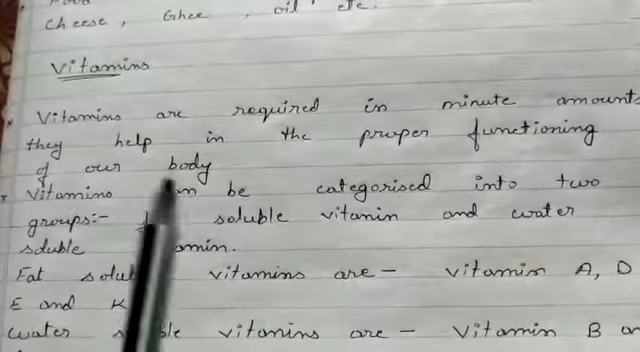 Cheese, Ghee, oil, etc.
Vitamins
Vitamins are required in minute amounts
they help in the proper functioning
of our body
Vitamins be categorised into two
groups:- soluble vitamin and water
soluble
Fat vitamins are - vitamin A, D
E and K
water vitamins are - vitamin B